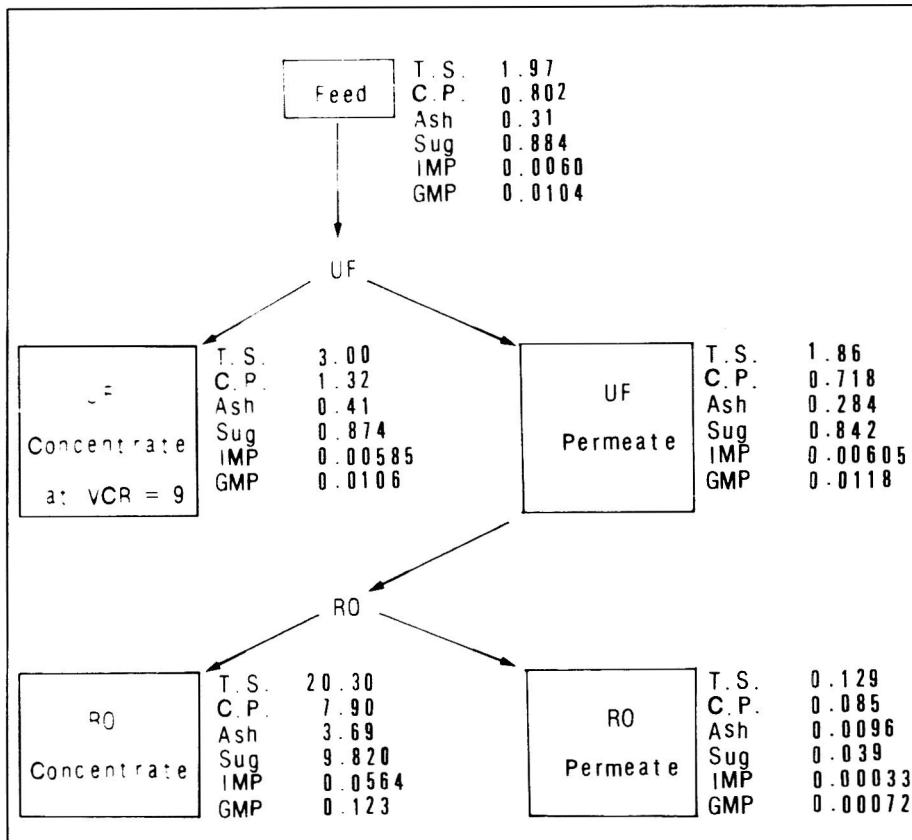 Feed
T.S. 1.97
C.P. 0.802
Ash 0.31
Sug 0.884
IMP 0.0060
GMP 0.0104
UF
Concentrate
at VCR = 9
T.S. 3.00
C.P. 1.32
Ash 0.41
Sug 0.874
IMP 0.00585
GMP 0.0106
UF
Permeate
T.S. 1.86
C.P. 0.718
Ash 0.284
Sug 0.842
IMP 0.00605
GMP 0.0118
RO
RO
Concentrate
T.S. 20.30
C.P. 7.90
Ash 3.69
Sug 9.820
IMP 0.0564
GMP 0.123
RO
Permeate
T.S. 0.129
C.P. 0.085
Ash 0.0096
Sug 0.039
IMP 0.00033
GMP 0.00072